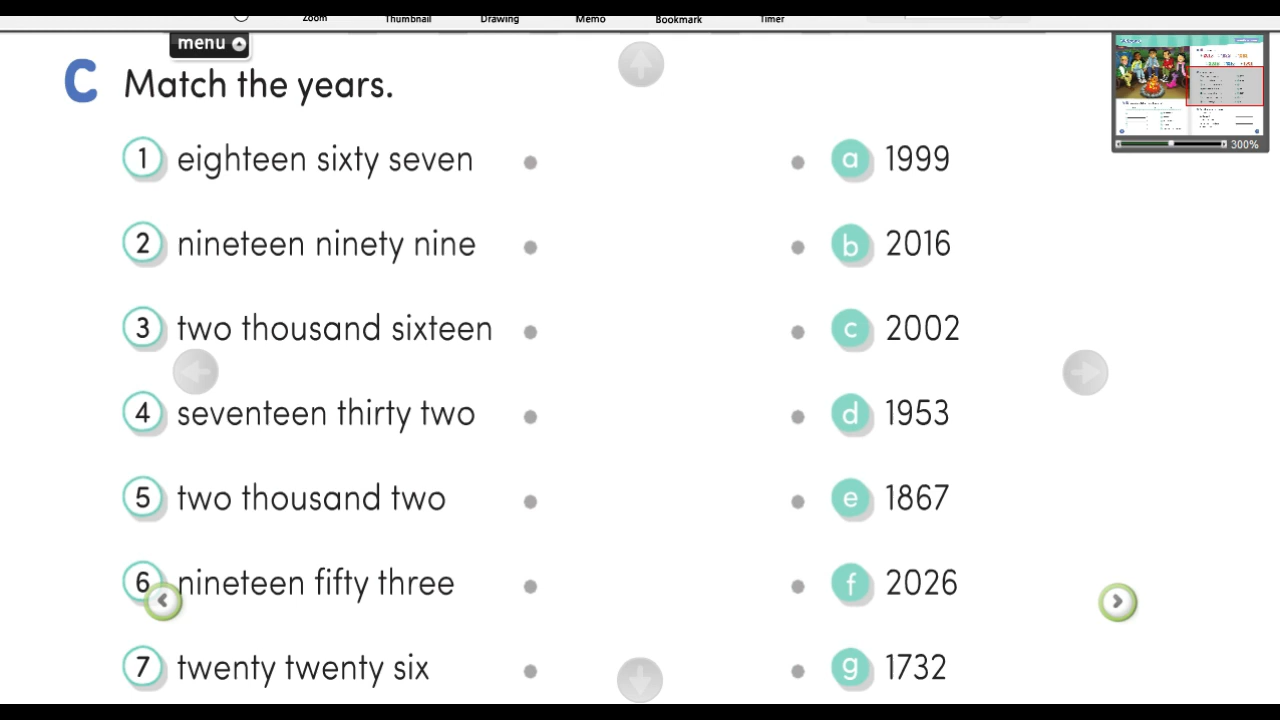 Zoom Thumbnail Drawing Memo Bookmark Timer
menu
C Match the years.
300%
1 eighteen sixty seven a 1999
2 nineteen ninety nine b 2016
3 two thousand sixteen c 2002
4 seventeen thirty two d 1953
5 two thousand two e 1867
6 nineteen fifty three f 2026
7 twenty twenty six g 1732